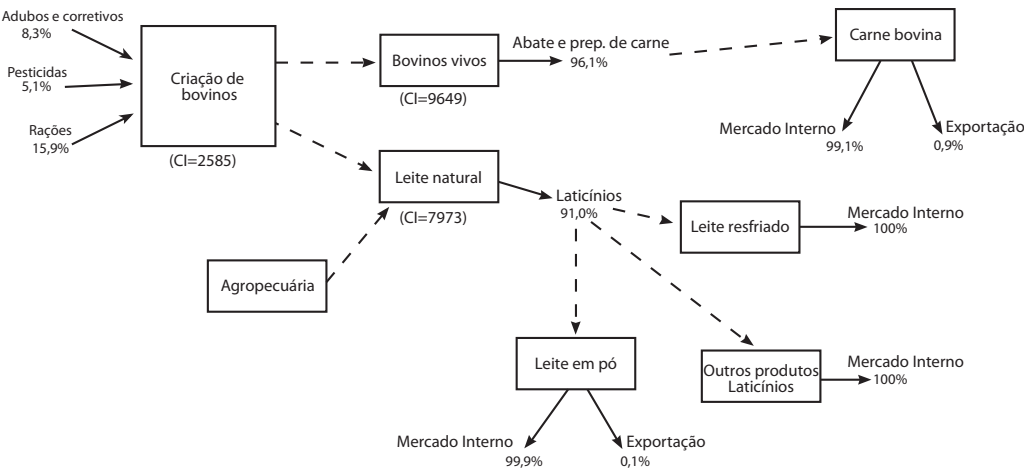 Adubos e corretivos
8,3%
Pesticidas
5,1%
Rações
15,9%
Criação de
bovinos
(CI=2585)
Bovinos vivos
(CI=9649)
Abate e prep. de carne
96,1%
Carne bovina
Mercado Interno
99,1%
Exportação
0,9%
Leite natural
(CI=7973)
Agropecuária
Laticínios
91,0%
Leite resfriado
Mercado Interno
100%
Leite em pó
Mercado Interno
99,9%
Exportação
0,1%
Outros produtos
Laticínios
Mercado Interno
100%